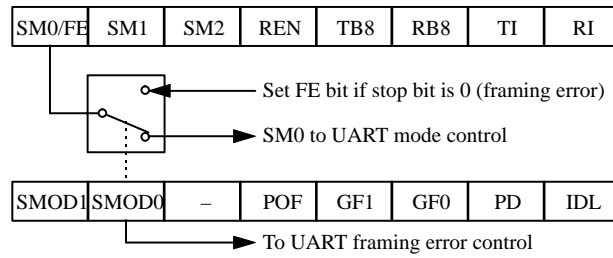 SM0/FE SM1 SM2 REN TB8 RB8 TI RI
Set FE bit if stop bit is 0 (framing error)
SM0 to UART mode control
SMOD1 SMOD0 – POF GF1 GF0 PD IDL
To UART framing error control